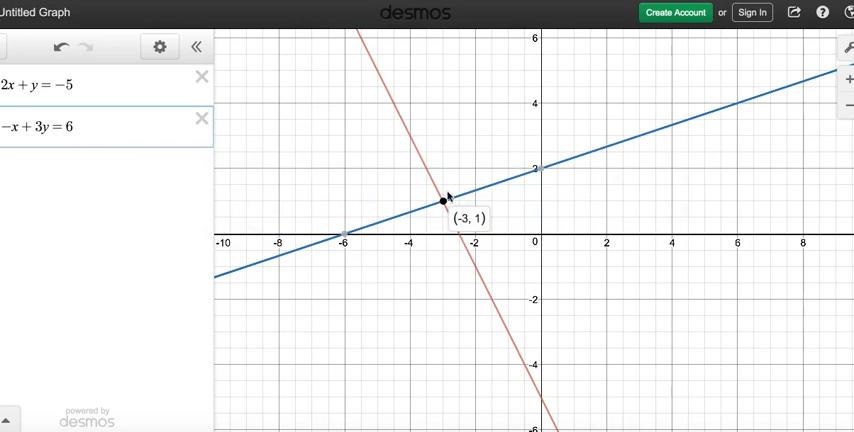 Untitled Graph
desmos
Create Account or Sign In
?
2x + y = −5
−x + 3y = 6
6
4
2
(-3, 1)
-10 -8 -6 -4 -2 0 2 4 6 8
-2
-4
-6
powered by
desmos